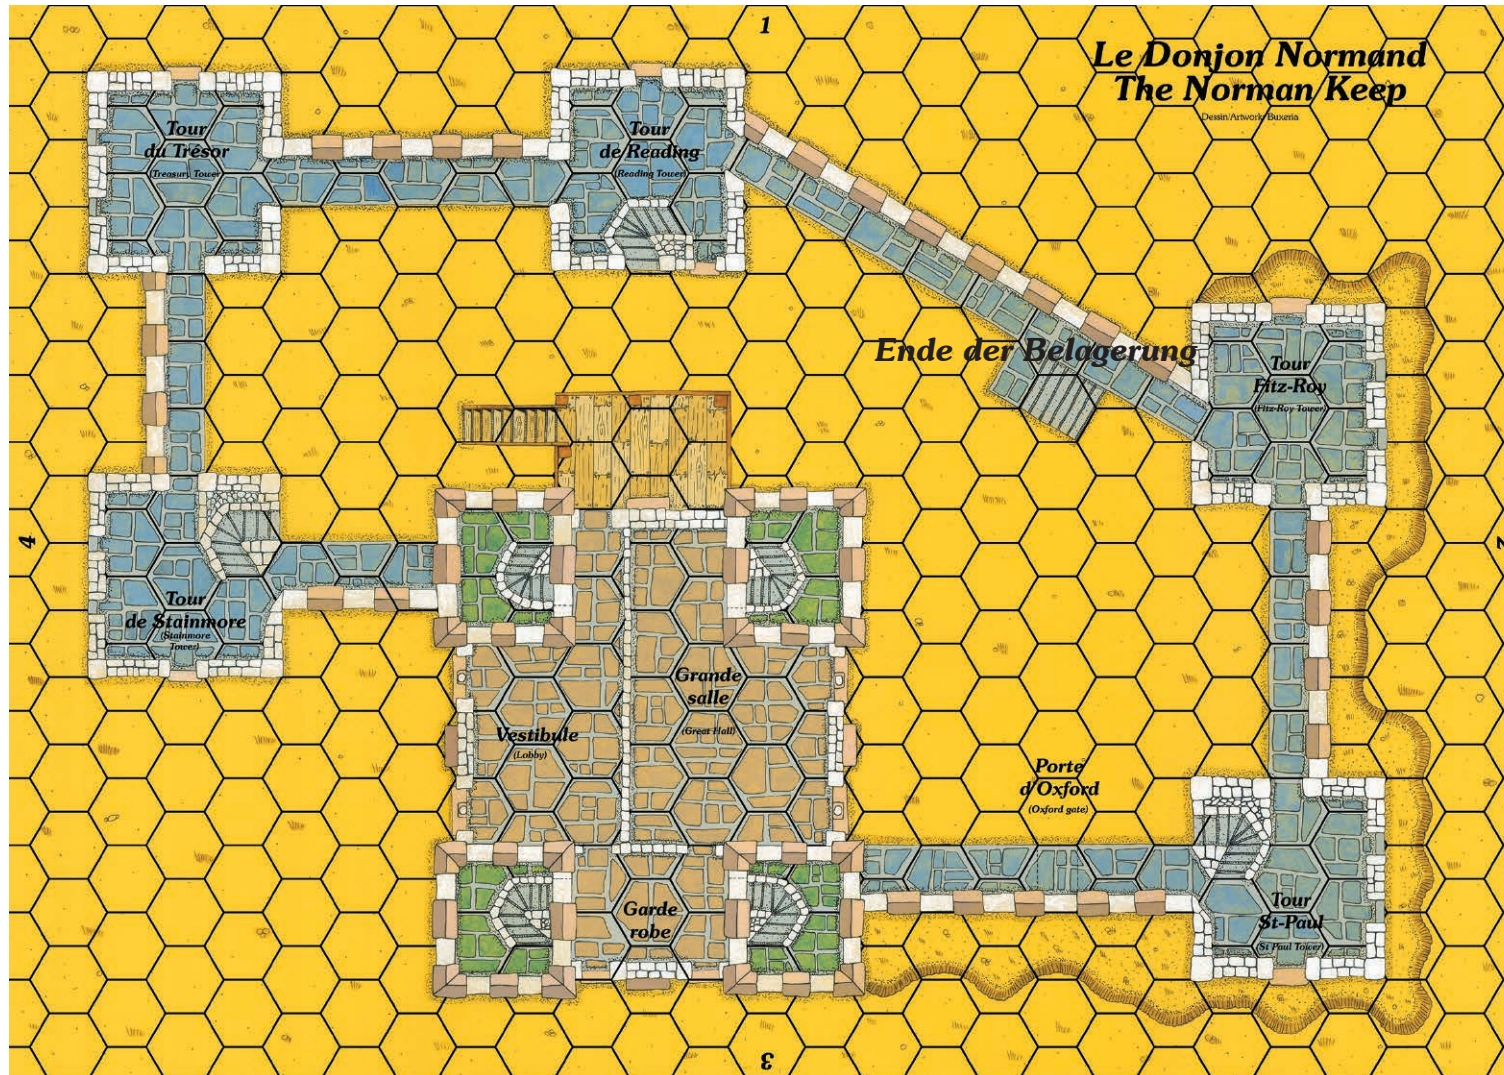 1
Le Donjon Normand
The Norman Keep
Dessin/Artwork: Buxeria
Tour
du Trésor
(Treasury Tower)
Tour
de Reading
(Reading Tower)
Ende der Belagerung
Tour
Fitz-Roy
(Fitz-Roy Tower)
4
2
Tour
de Stainmore
(Stainmore
Tower)
Grande
salle
(Great Hall)
Vestibule
(Lobby)
Porte
d'Oxford
(Oxford gate)
Garde
robe
Tour
St-Paul
(St Paul Tower)
3